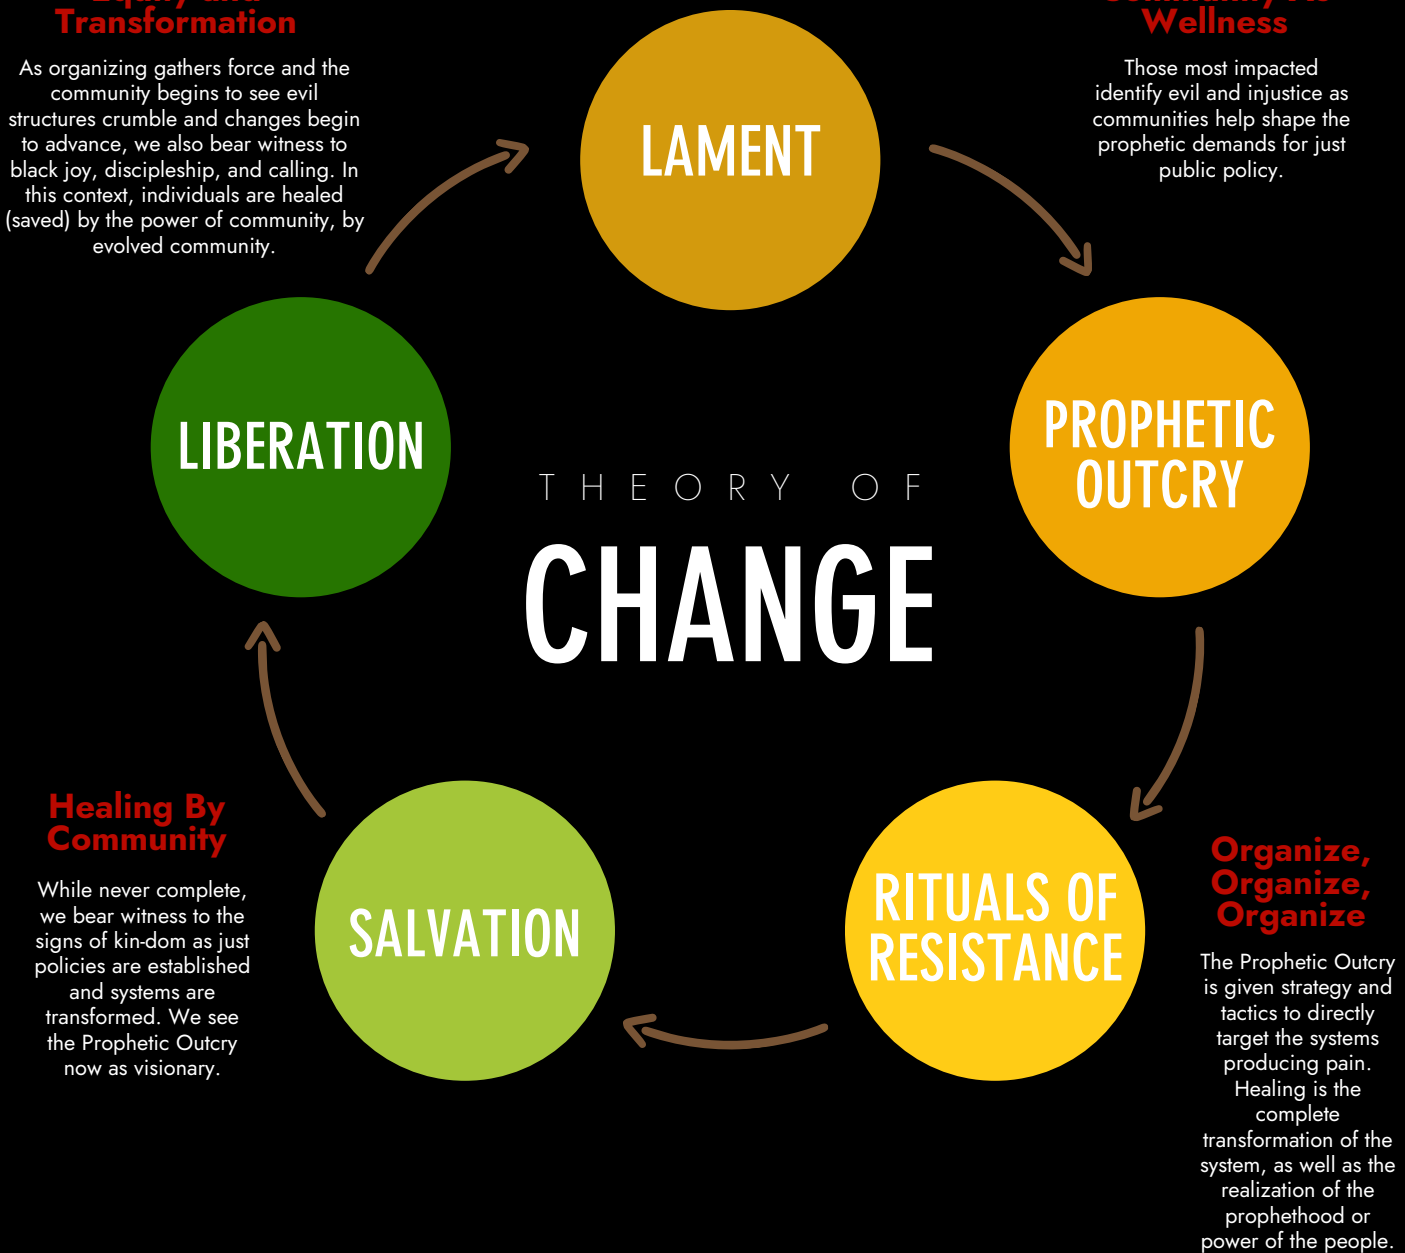 Equity and
Transformation
As organizing gathers force and the
community begins to see evil
structures crumble and changes begin
to advance, we also bear witness to
black joy, discipleship, and calling. In
this context, individuals are healed
(saved) by the power of community, by
evolved community.
LAMENT
Community As
Wellness
Those most impacted
identify evil and injustice as
communities help shape the
prophetic demands for just
public policy.
LIBERATION
PROPHETIC
OUTCRY
THEORY OF
CHANGE
Healing By
Community
While never complete,
we bear witness to the
signs of kin-dom as just
policies are established
and systems are
transformed. We see
the Prophetic Outcry
now as visionary.
SALVATION
RITUALS OF
RESISTANCE
Organize,
Organize,
Organize
The Prophetic Outcry
is given strategy and
tactics to directly
target the systems
producing pain.
Healing is the
complete
transformation of the
system, as well as the
realization of the
prophethood or
power of the people.